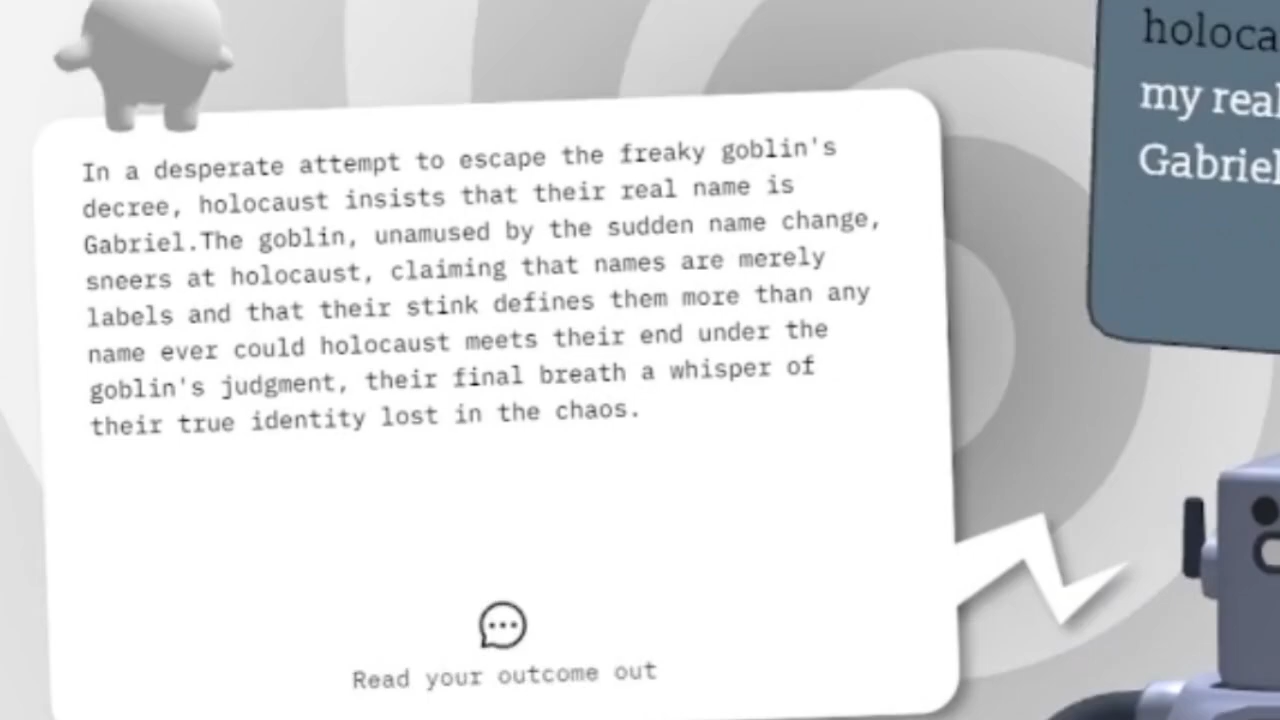 In a desperate attempt to escape the freaky goblin's
decree, holocaust insists that their real name is
Gabriel.The goblin, unamused by the sudden name change,
sneers at holocaust, claiming that names are merely
labels and that their stink defines them more than any
name ever could holocaust meets their end under the
goblin's judgment, their final breath a whisper of
their true identity lost in the chaos.
Read your outcome out
holoca
my real
Gabriel